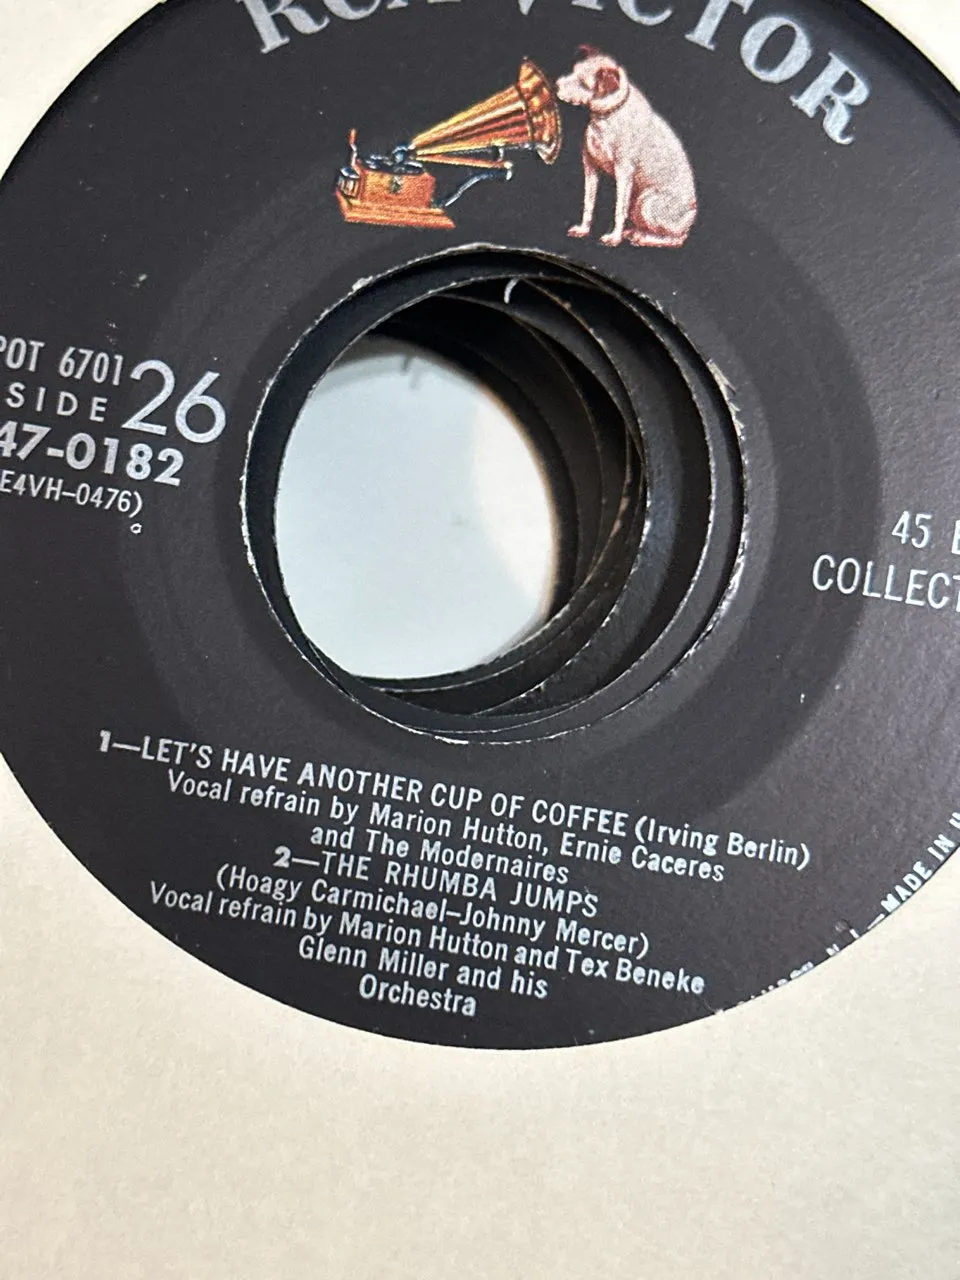 RCA VICTOR
POT 6701
SIDE 26
47-0182
E4VH-0476)
45
COLLECT
1—LET'S HAVE ANOTHER CUP OF COFFEE (Irving Berlin)
Vocal refrain by Marion Hutton, Ernie Caceres
and The Modernaires
2—THE RHUMBA JUMPS
(Hoagy Carmichael—Johnny Mercer)
Vocal refrain by Marion Hutton and Tex Beneke
Glenn Miller and his
Orchestra
N. J.—MADE IN